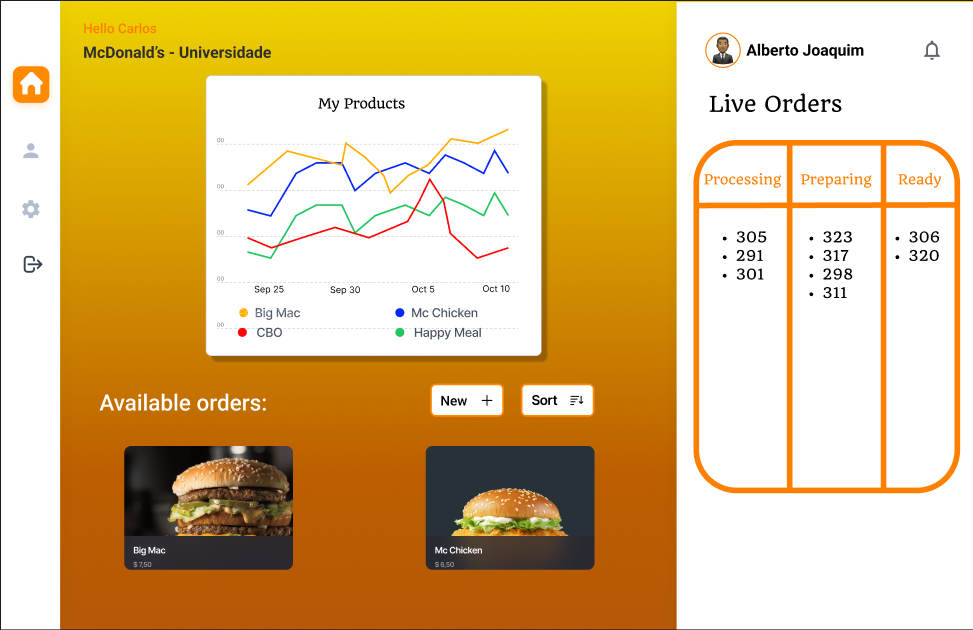 Hello Carlos
McDonald's - Universidade
My Products
00
00
00
00
00
Sep 25 Sep 30 Oct 5 Oct 10
Big Mac Mc Chicken
CBO Happy Meal
Available orders:
New Sort
Big Mac
$ 7,50
Mc Chicken
$ 6,50
Alberto Joaquim
Live Orders
Processing Preparing Ready
• 305
• 291
• 301
• 323
• 317
• 298
• 311
• 306
• 320